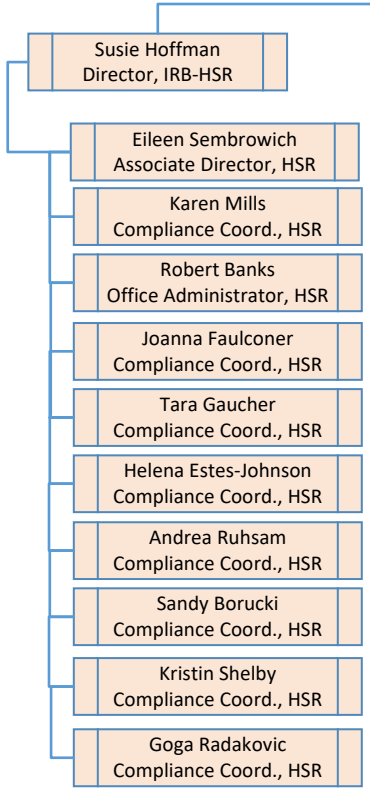 Susie Hoffman
Director, IRB-HSR
Eileen Sembrowich
Associate Director, HSR
Karen Mills
Compliance Coord., HSR
Robert Banks
Office Administrator, HSR
Joanna Faulconer
Compliance Coord., HSR
Tara Gaucher
Compliance Coord., HSR
Helena Estes-Johnson
Compliance Coord., HSR
Andrea Ruhsam
Compliance Coord., HSR
Sandy Borucki
Compliance Coord., HSR
Kristin Shelby
Compliance Coord., HSR
Goga Radakovic
Compliance Coord., HSR